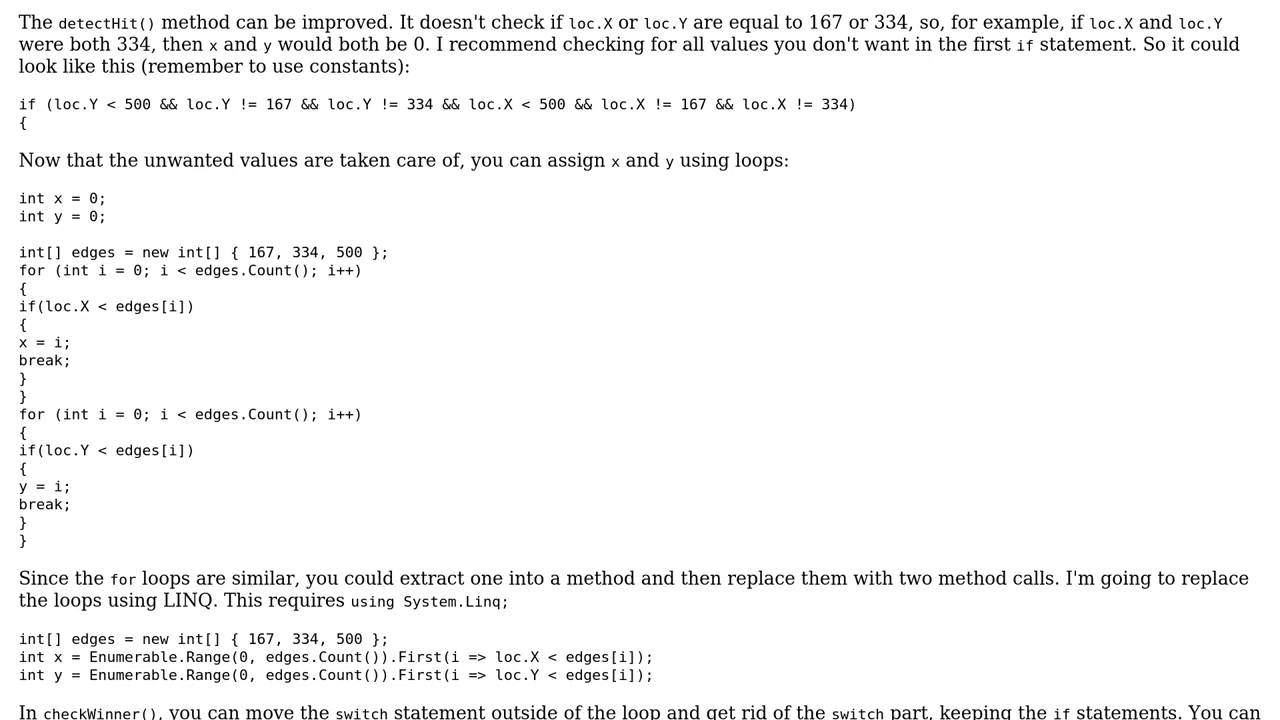 The detectHit() method can be improved. It doesn't check if loc.X or loc.Y are equal to 167 or 334, so, for example, if loc.X and loc.Y
were both 334, then x and y would both be 0. I recommend checking for all values you don't want in the first if statement. So it could
look like this (remember to use constants):
if (loc.Y < 500 && loc.Y != 167 && loc.Y != 334 && loc.X < 500 && loc.X != 167 && loc.X != 334)
{
Now that the unwanted values are taken care of, you can assign x and y using loops:
int x = 0;
int y = 0;
int[] edges = new int[] { 167, 334, 500 };
for (int i = 0; i < edges.Count(); i++)
{
if(loc.X < edges[i])
{
x = i;
break;
}
}
for (int i = 0; i < edges.Count(); i++)
{
if(loc.Y < edges[i])
{
y = i;
break;
}
}
Since the for loops are similar, you could extract one into a method and then replace them with two method calls. I'm going to replace
the loops using LINQ. This requires using System.Linq;
int[] edges = new int[] { 167, 334, 500 };
int x = Enumerable.Range(0, edges.Count()).First(i => loc.X < edges[i]);
int y = Enumerable.Range(0, edges.Count()).First(i => loc.Y < edges[i]);
In checkWinner(), you can move the switch statement outside of the loop and get rid of the switch part, keeping the if statements. You can